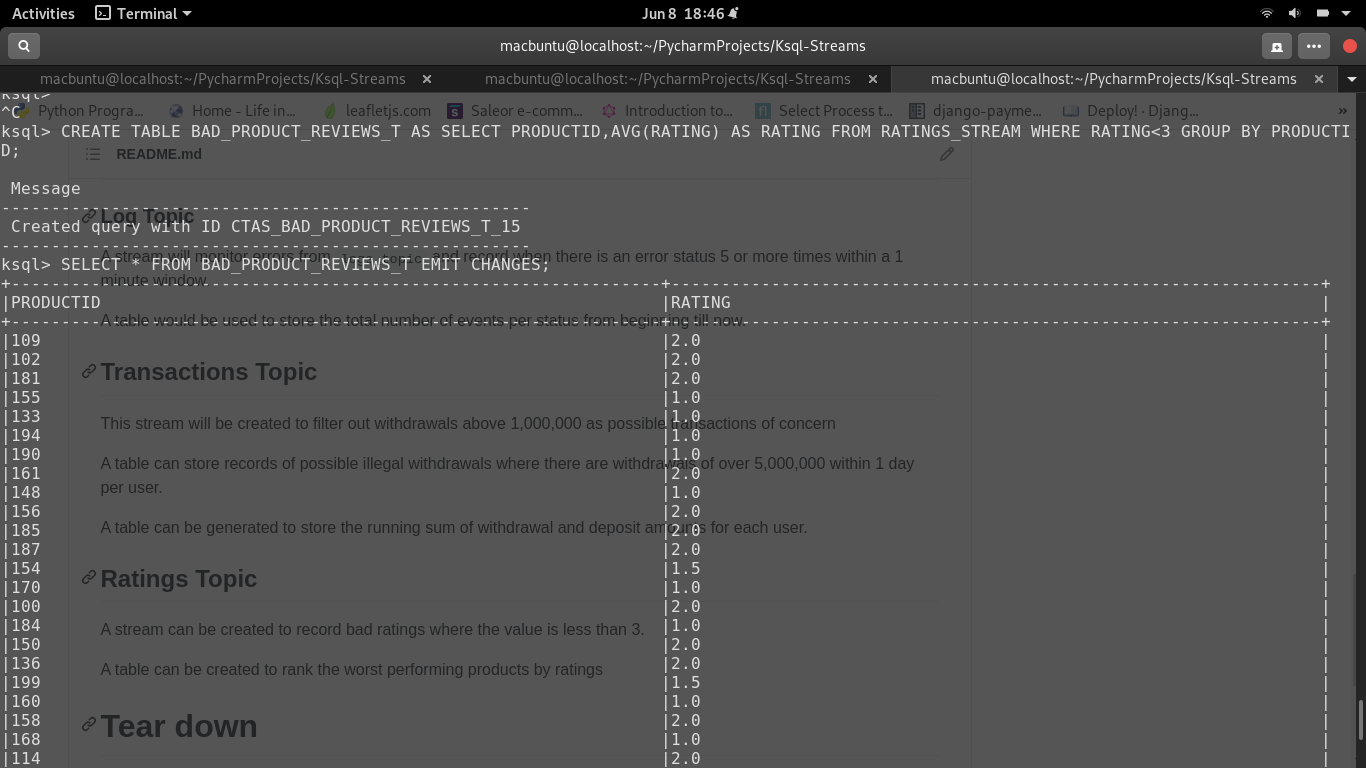 Activities Terminal Jun 8 18:46
macbuntu@localhost:~/PycharmProjects/Ksql-Streams
macbuntu@localhost:~/PycharmProjects/Ksql-Streams × macbuntu@localhost:~/PycharmProjects/Ksql-Streams × macbuntu@localhost:~/PycharmProjects/Ksql-Streams ×
ksql>
^C
Python Progra... Home - Life in... leafletjs.com Saleor e-comm... Introduction to... Select Process t... django-payme... Deploy! · Djang... »
ksql> CREATE TABLE BAD_PRODUCT_REVIEWS_T AS SELECT PRODUCTID,AVG(RATING) AS RATING FROM RATINGS_STREAM WHERE RATING<3 GROUP BY PRODUCTI
D;
README.md
Message
-----------------------------------------------------
Log Topic
Created query with ID CTAS_BAD_PRODUCT_REVIEWS_T_15
-----------------------------------------------------
A stream will monitor errors from logs_topic and record when there is an error status 5 or more times within a 1
ksql> SELECT * FROM BAD_PRODUCT_REVIEWS_T EMIT CHANGES;
minute window
+-----------------------------------------------------------------+-----------------------------------------------------------------+
|PRODUCTID |RATING |
A table would be used to store the total number of events per status from beginning till now.
+-----------------------------------------------------------------+-----------------------------------------------------------------+
|109 |2.0 |
|102 |2.0 |
Transactions Topic
|181 |2.0 |
|155 |1.0 |
|133 |1.0 |
This stream will be created to filter out withdrawals above 1,000,000 as possible transactions of concern
|194 |1.0 |
|190 |1.0 |
A table can store records of possible illegal withdrawals where there are withdrawals of over 5,000,000 within 1 day
|161 |2.0 |
per user.
|148 |1.0 |
|156 |2.0 |
A table can be generated to store the running sum of withdrawal and deposit amounts for each user.
|185 |2.0 |
|187 |2.0 |
|154 |1.5 |
Ratings Topic
|170 |1.0 |
|100 |2.0 |
|184 |1.0 |
A stream can be created to record bad ratings where the value is less than 3.
|150 |2.0 |
|136 |2.0 |
A table can be created to rank the worst performing products by ratings
|199 |1.5 |
|160 |1.0 |
|158 |2.0 |
Tear down
|168 |1.0 |
|114 |2.0 |